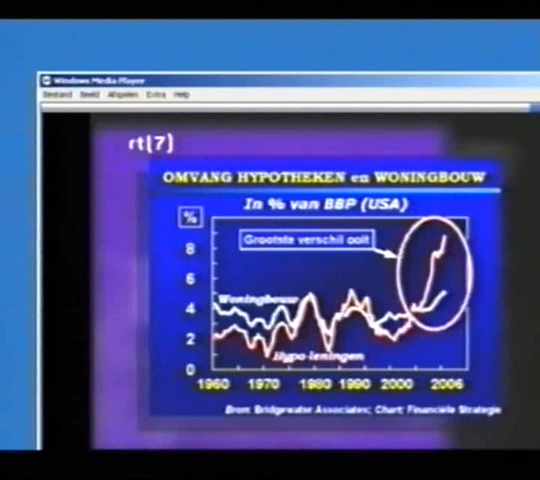 Windows Media Player
Bestand Beeld Afspelen Extra Help
rt(7)
OMVANG HYPOTHEKEN en WONINGBOUW
In % van BBP (USA)
%
Grootste verschil ooit
8
6
Woningbouw
4
2
Hypo-leningen
0
1960 1970 1980 1990 2000 2006
Bron: Bridgewater Associates; Chart: Financiële Strategie